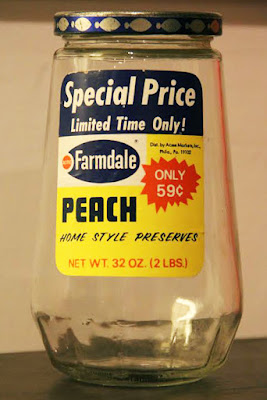 Special Price
Limited Time Only!
Dist. by Acme Markets, Inc.,
Phila., Pa. 19102
Farmdale
ONLY
59¢
PEACH
HOME STYLE PRESERVES
NET WT. 32 OZ. (2 LBS.)